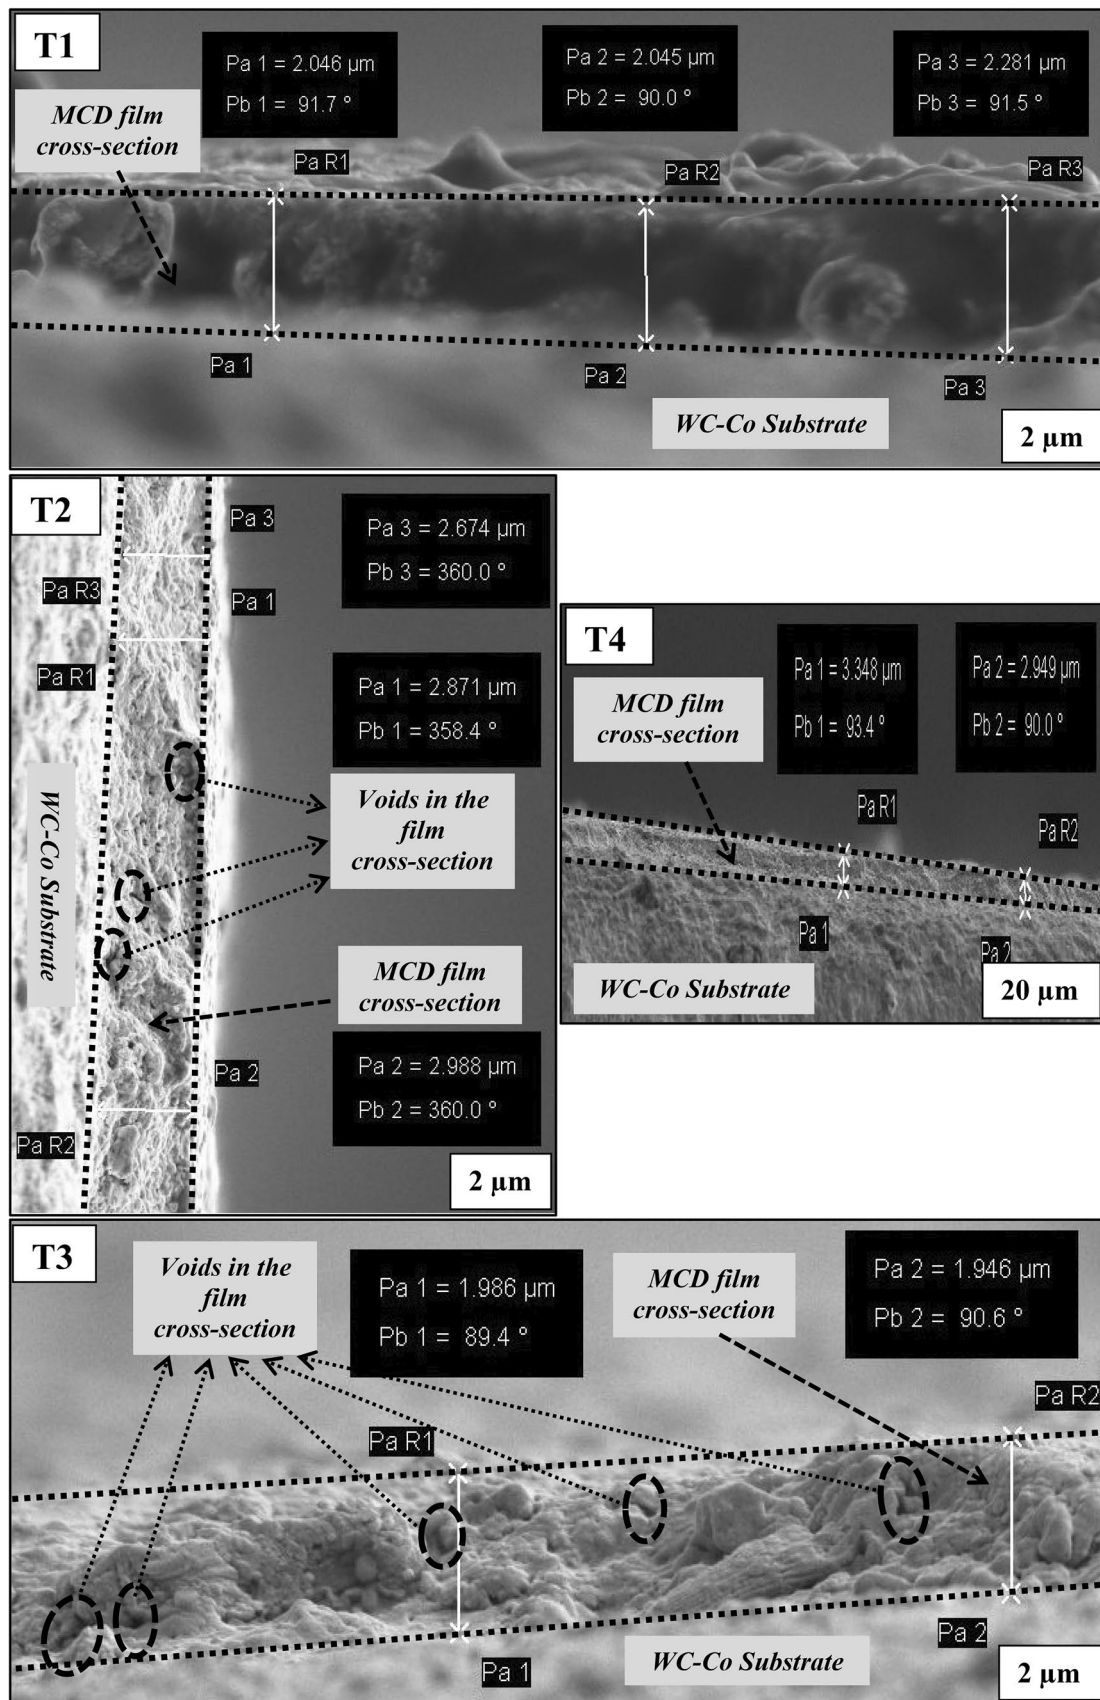 T1
Pa 1 = 2.046 µm
Pb 1 = 91.7 °
Pa 2 = 2.045 µm
Pb 2 = 90.0 °
Pa 3 = 2.281 µm
Pb 3 = 91.5 °
MCD film
cross-section
Pa R1
Pa R2
Pa R3
Pa 1
Pa 2
Pa 3
WC-Co Substrate
2 µm
T2
Pa 3
Pa 3 = 2.674 µm
Pb 3 = 360.0 °
Pa R3
Pa 1
Pa R1
Pa 1 = 2.871 µm
Pb 1 = 358.4 °
WC-Co Substrate
Voids in the
film
cross-section
MCD film
cross-section
Pa 2
Pa 2 = 2.988 µm
Pb 2 = 360.0 °
Pa R2
2 µm
T4
Pa 1 = 3.348 µm
Pb 1 = 93.4 °
Pa 2 = 2.949 µm
Pb 2 = 90.0 °
MCD film
cross-section
Pa R1
Pa R2
Pa 1
Pa 2
WC-Co Substrate
20 µm
T3
Voids in the
film
cross-section
Pa 1 = 1.986 µm
Pb 1 = 89.4 °
MCD film
cross-section
Pa 2 = 1.946 µm
Pb 2 = 90.6 °
Pa R1
Pa R2
Pa 1
Pa 2
WC-Co Substrate
2 µm